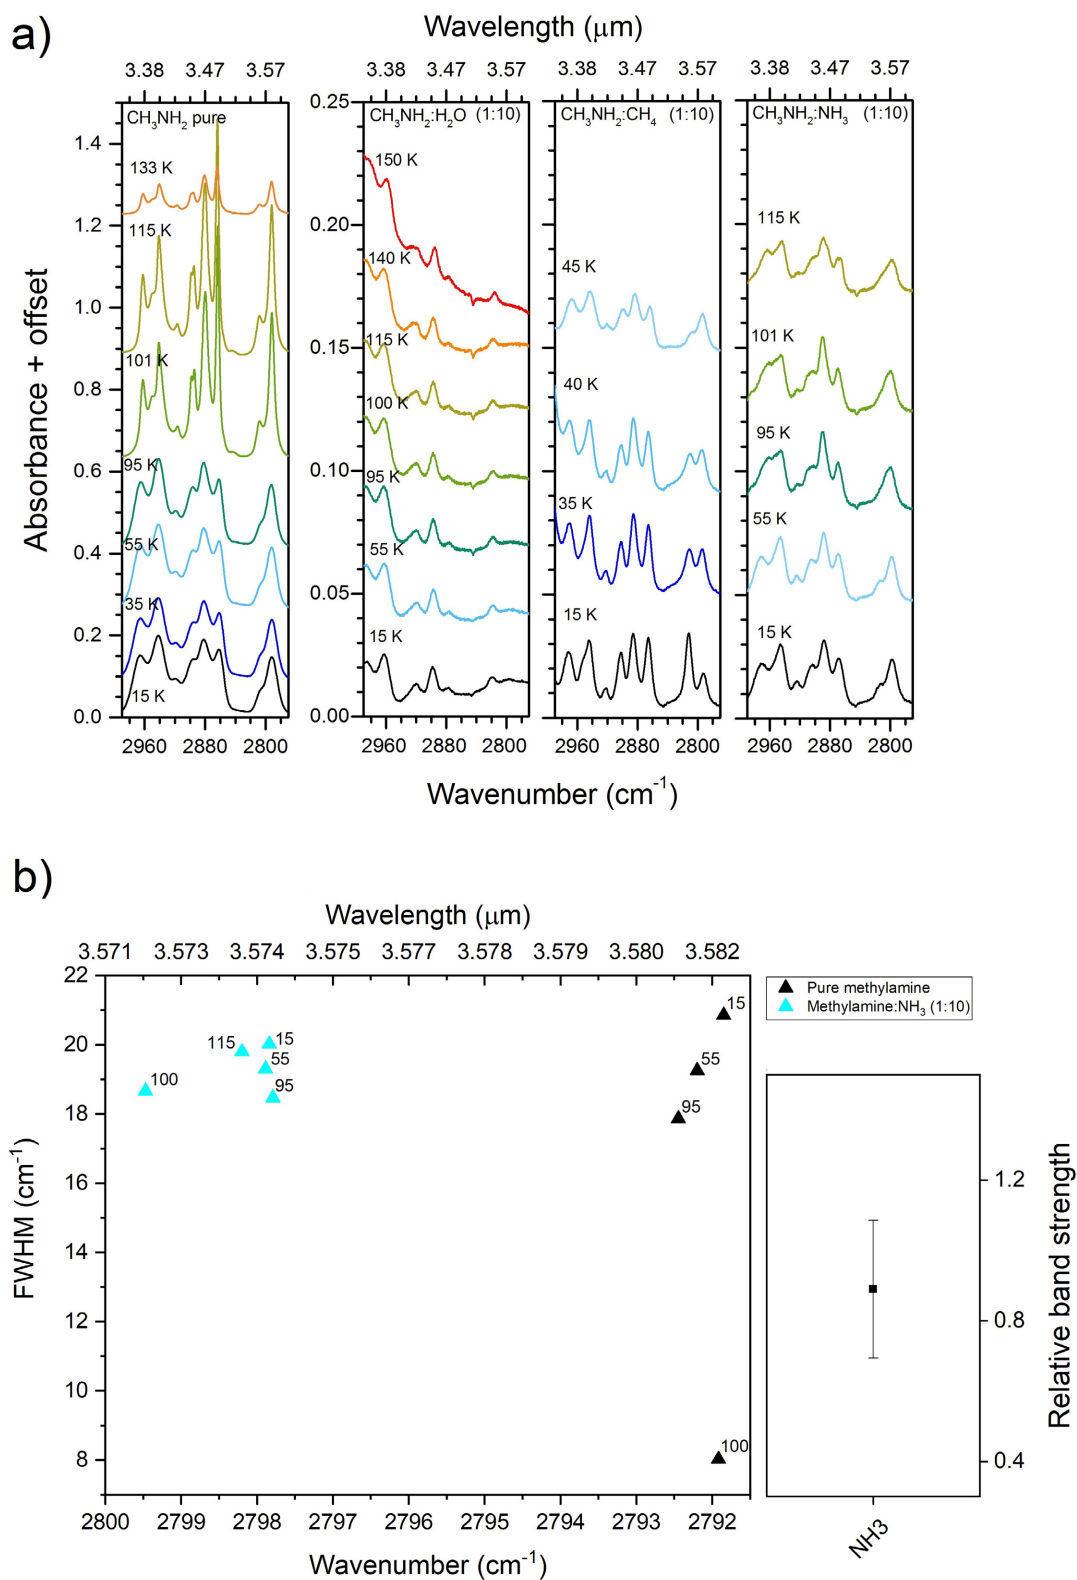 a)
Wavelength (μm)
3.38 3.47 3.57 3.38 3.47 3.57 3.38 3.47 3.57 3.38 3.47 3.57
Absorbance + offset
1.4
1.2
1.0
0.8
0.6
0.4
0.2
0.0
CH₃NH₂ pure
133 K
115 K
101 K
95 K
55 K
35 K
15 K
2960 2880 2800
0.25
0.20
0.15
0.10
0.05
0.00
CH₃NH₂:H₂O (1:10)
150 K
140 K
115 K
100 K
95 K
55 K
15 K
2960 2880 2800
CH₃NH₂:CH₄ (1:10)
45 K
40 K
35 K
15 K
2960 2880 2800
CH₃NH₂:NH₃ (1:10)
115 K
101 K
95 K
55 K
15 K
2960 2880 2800
Wavenumber (cm⁻¹)
b)
Wavelength (μm)
3.571 3.573 3.574 3.575 3.577 3.578 3.579 3.580 3.582
FWHM (cm⁻¹)
22
20
18
16
14
12
10
8
115
15
55
100
95
15
55
95
100
2800 2799 2798 2797 2796 2795 2794 2793 2792
Wavenumber (cm⁻¹)
Pure methylamine
Methylamine:NH₃ (1:10)
1.2
0.8
0.4
Relative band strength
NH3